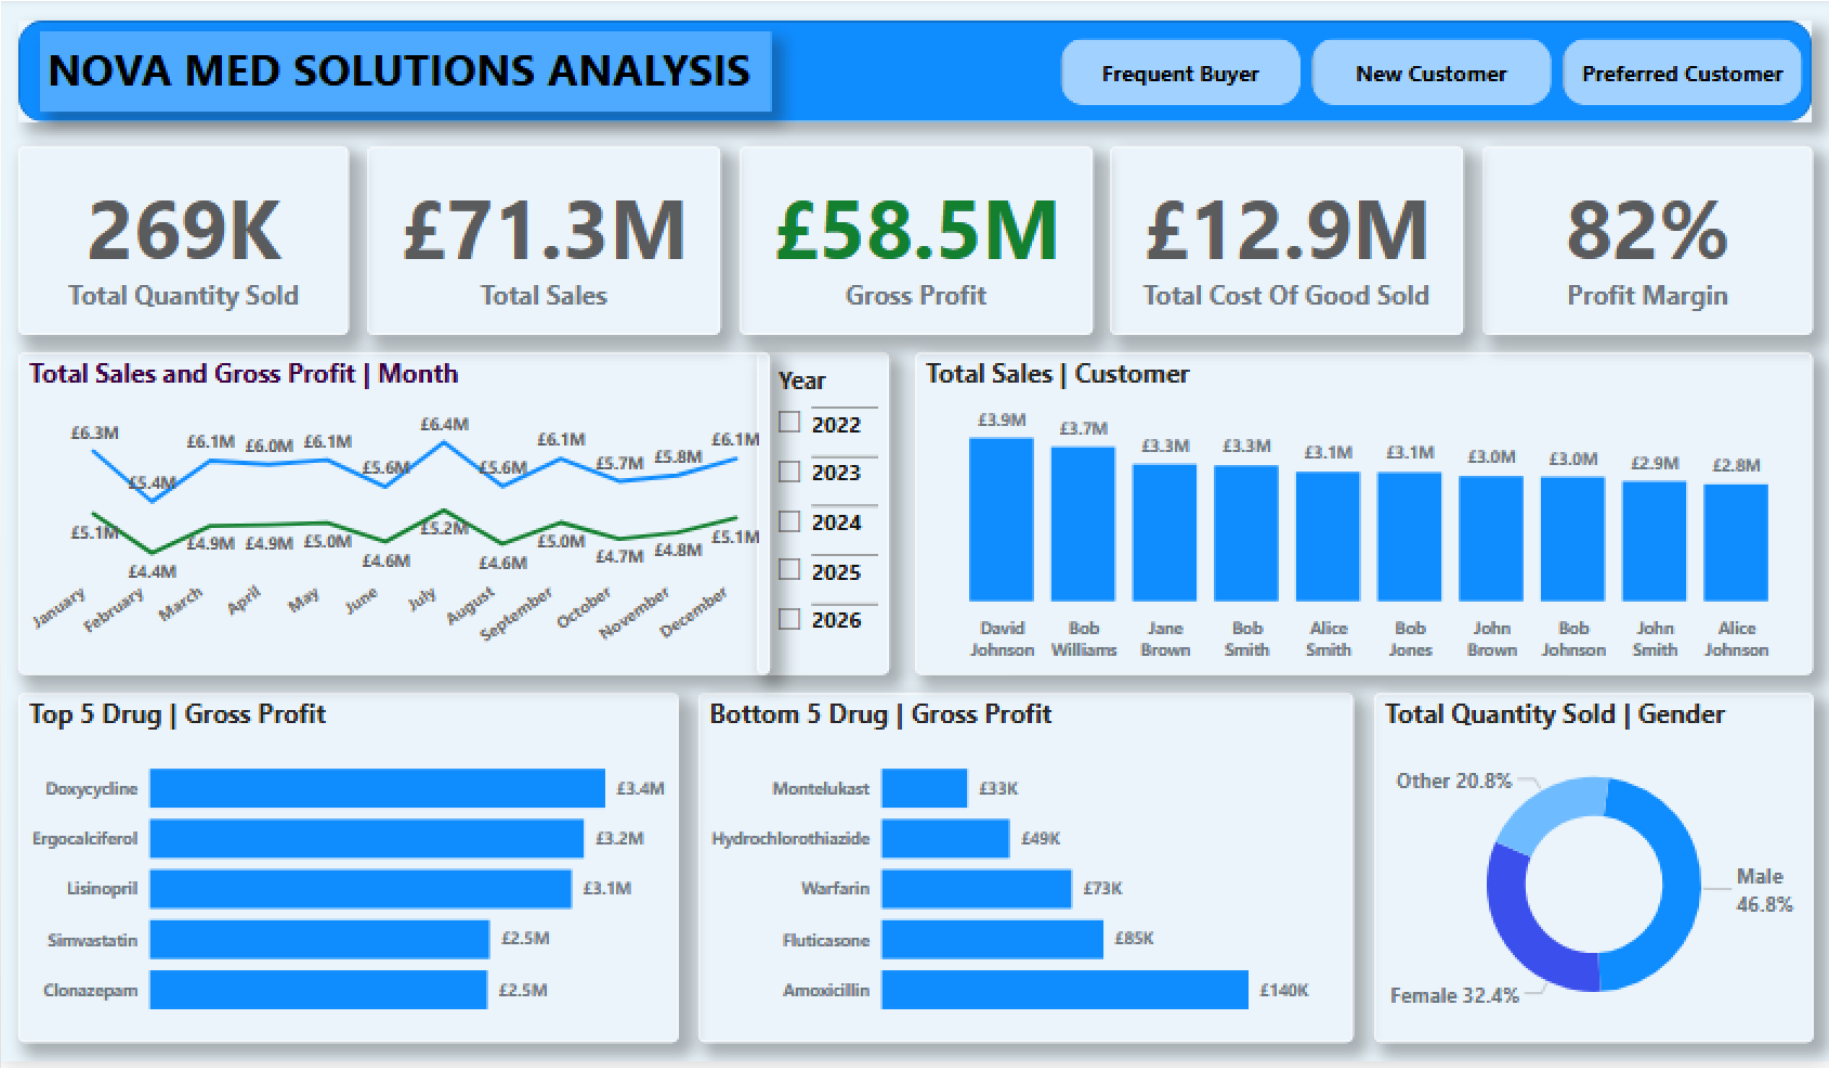 NOVA MED SOLUTIONS ANALYSIS
Frequent Buyer
New Customer
Preferred Customer
269K
Total Quantity Sold
£71.3M
Total Sales
£58.5M
Gross Profit
£12.9M
Total Cost Of Good Sold
82%
Profit Margin
Total Sales and Gross Profit | Month
£6.3M
£5.4M
£6.1M
£6.0M
£6.1M
£5.6M
£6.4M
£5.6M
£6.1M
£5.7M
£5.8M
£6.1M
£5.1M
£4.4M
£4.9M
£4.9M
£5.0M
£4.6M
£5.2M
£4.6M
£5.0M
£4.7M
£4.8M
£5.1M
January
February
March
April
May
June
July
August
September
October
November
December
Year
2022
2023
2024
2025
2026
Total Sales | Customer
£3.9M
£3.7M
£3.3M
£3.3M
£3.1M
£3.1M
£3.0M
£3.0M
£2.9M
£2.8M
David
Johnson
Bob
Williams
Jane
Brown
Bob
Smith
Alice
Smith
Bob
Jones
John
Brown
Bob
Johnson
John
Smith
Alice
Johnson
Top 5 Drug | Gross Profit
Doxycycline £3.4M
Ergocalciferol £3.2M
Lisinopril £3.1M
Simvastatin £2.5M
Clonazepam £2.5M
Bottom 5 Drug | Gross Profit
Montelukast £33K
Hydrochlorothiazide £49K
Warfarin £73K
Fluticasone £85K
Amoxicillin £140K
Total Quantity Sold | Gender
Other 20.8%
Male
46.8%
Female 32.4%